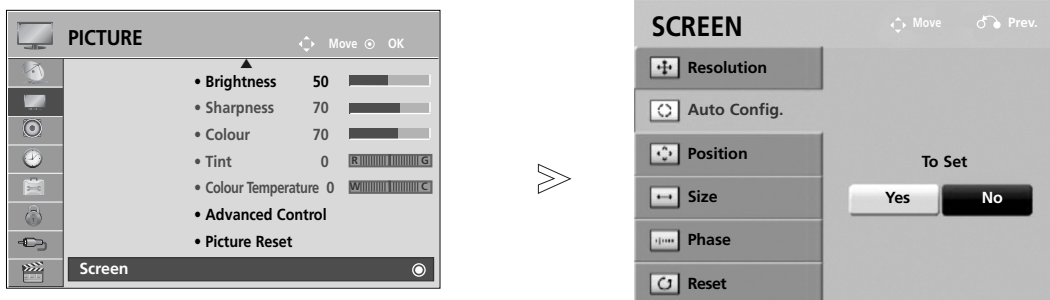 PICTURE
Move OK
• Brightness 50
• Sharpness 70
• Colour 70
• Tint 0 R G
• Colour Temperature 0 W C
• Advanced Control
• Picture Reset
Screen
>
SCREEN
Move Prev.
Resolution
Auto Config.
Position
Size
Phase
Reset
To Set
Yes No